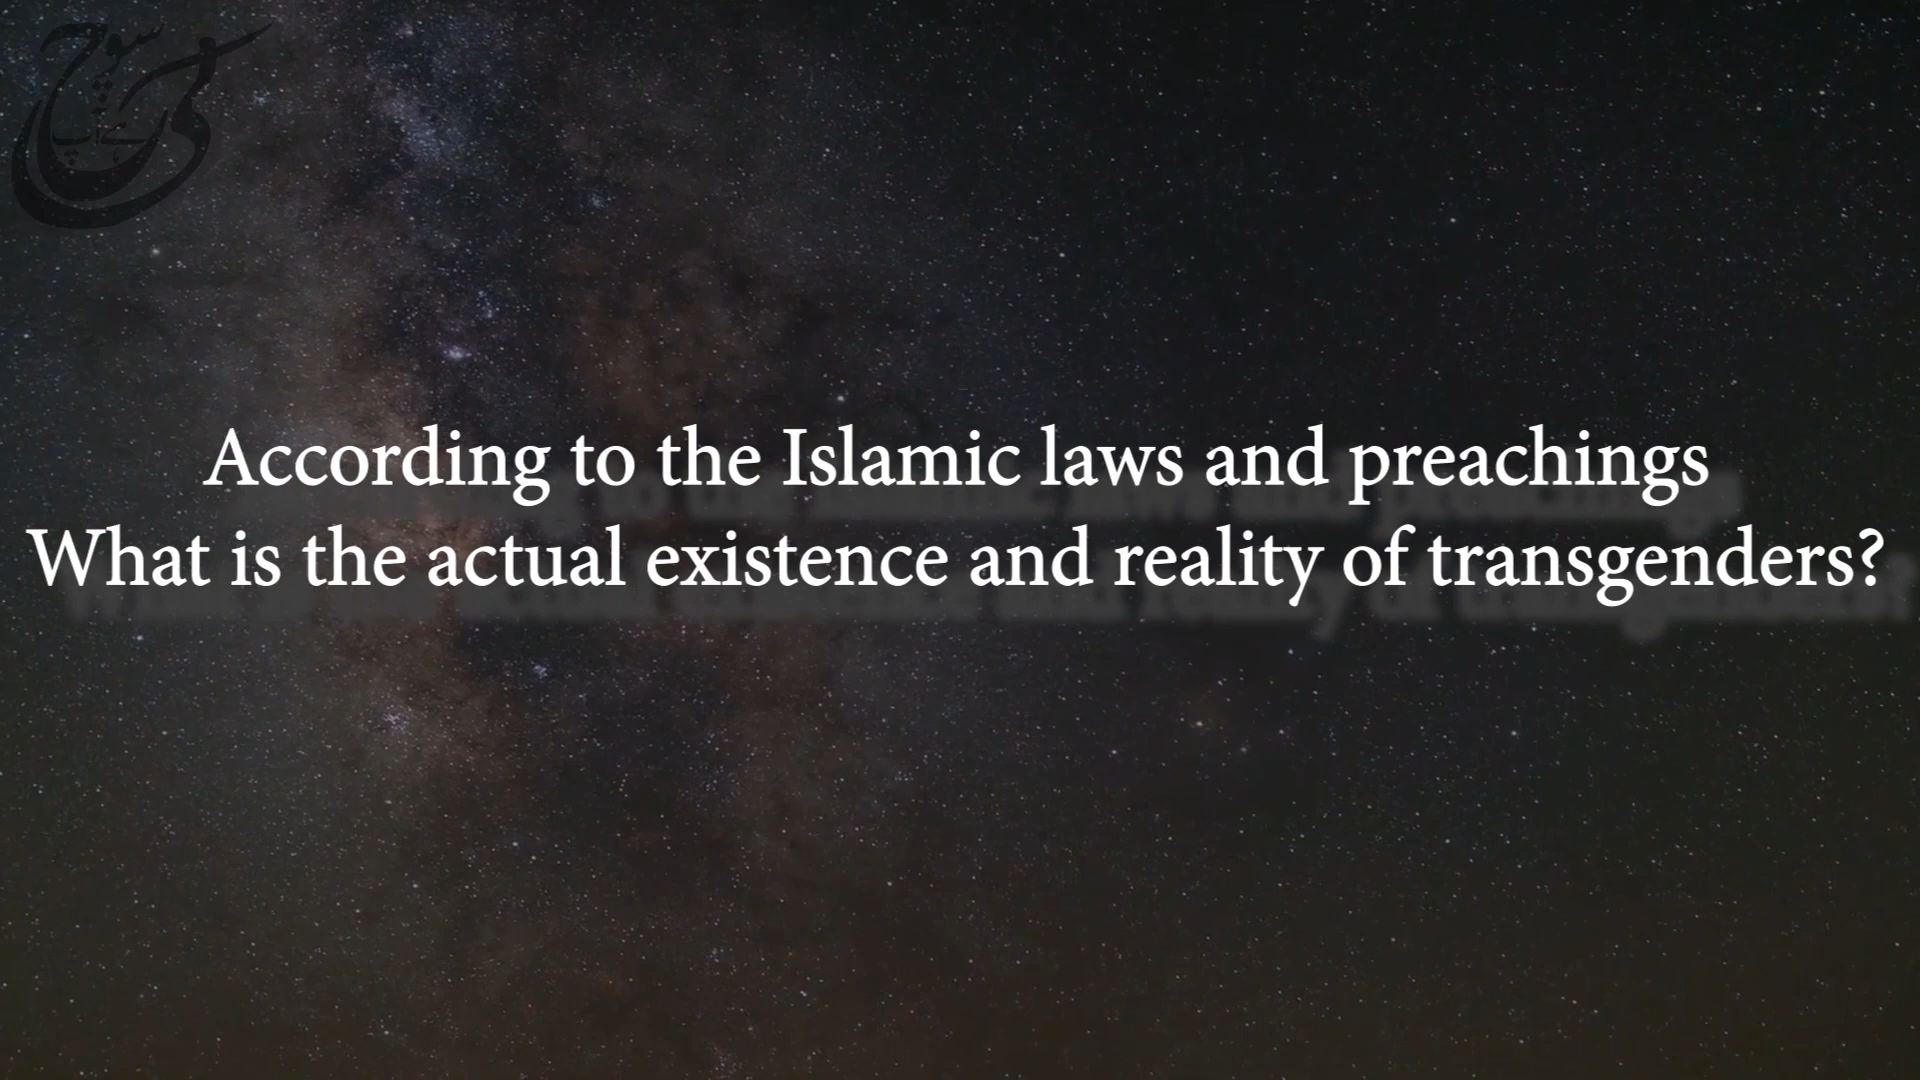 According to the Islamic laws and preachings
What is the actual existence and reality of transgenders?